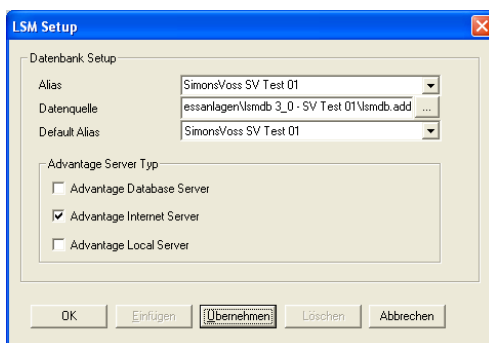 LSM Setup
Datenbank Setup
Alias SimonsVoss SV Test 01
Datenquelle essanlagen\lsmdb 3_0 - SV Test 01\lsmdb.add ...
Default Alias SimonsVoss SV Test 01
Advantage Server Typ
Advantage Database Server
Advantage Internet Server
Advantage Local Server
OK Einfügen Übernehmen Löschen Abbrechen